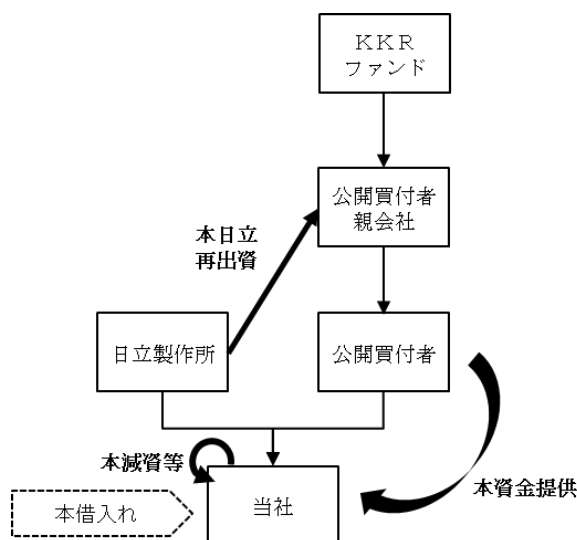 ＫＫＲ
ファンド
公開買付者
親会社
本日立
再出資
日立製作所
公開買付者
本減資等
本資金提供
当社
本借入れ